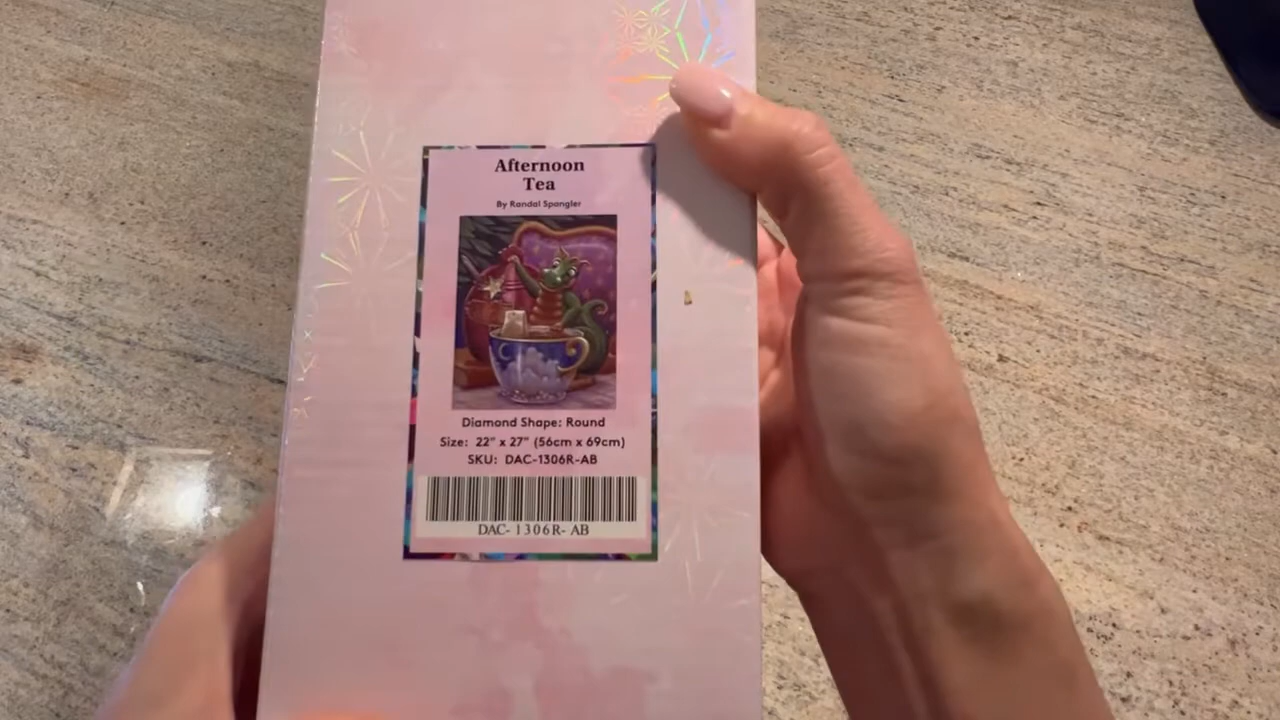 Afternoon
Tea
By Randal Spangler
Diamond Shape: Round
Size: 22" x 27" (56cm x 69cm)
SKU: DAC-1306R-AB
DAC- 1306R- AB